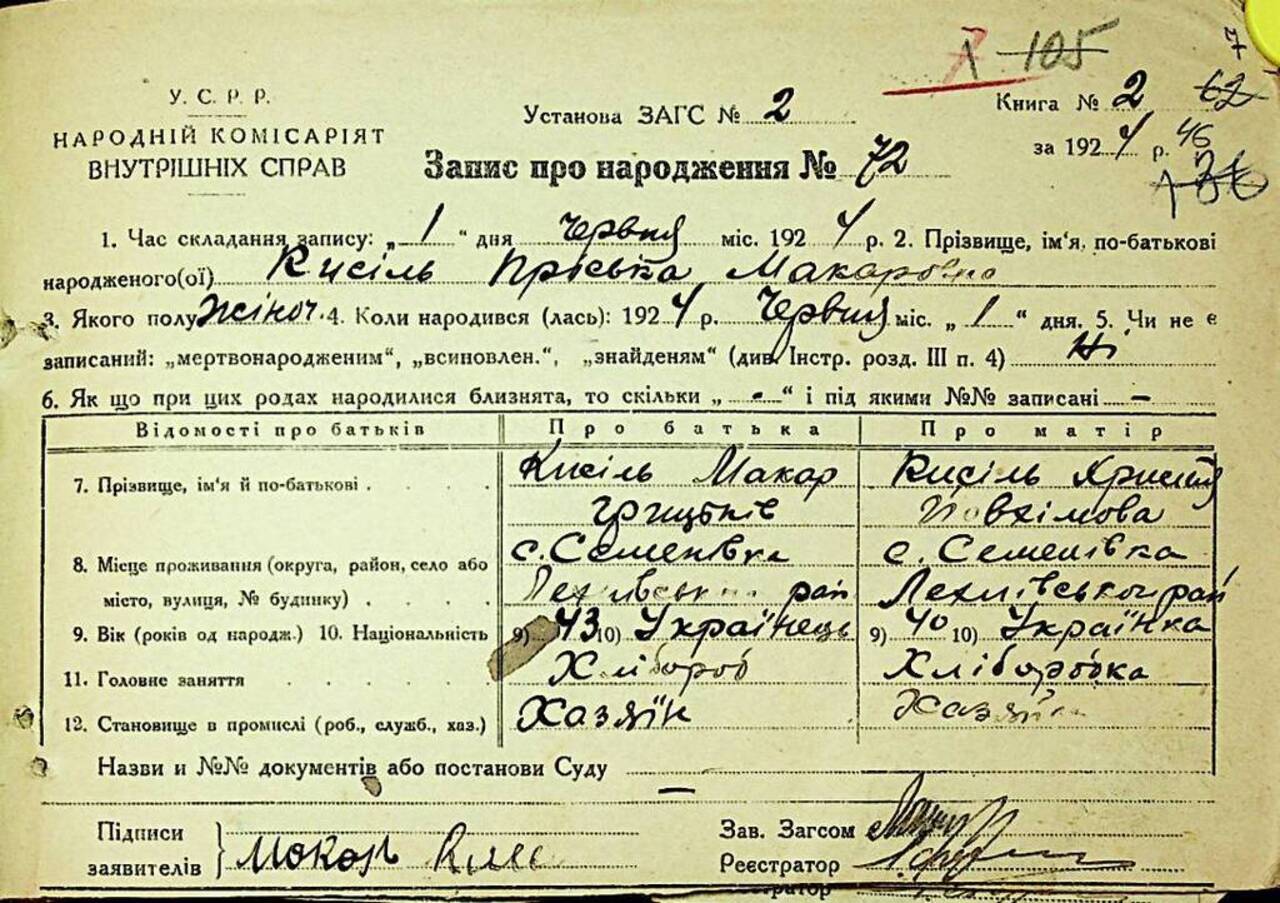 105
У. С. Р. Р.
НАРОДНІЙ КОМІСАРІЯТ
ВНУТРІШНІХ СПРАВ
Установа ЗАГС № 2
Книга № 2 62
за 1924 р. 46
Запис про народження № 72
1. Час складання запису: „ 1 “ дня Червня міс. 1924 р. 2. Прізвище, ім'я, по-батькові
народженого(ої) Кисіль Пріська Макаровна
3. Якого полу Жіноч. 4. Коли народився (лась): 1924 р. Червня міс. „ 1 “ дня. 5. Чи не є
записаний: „мертвонародженим“, „всиновлен.“, „знайденям“ (див. Інстр. розд. III п. 4) Ні
6. Як що при цих родах народилися близнята, то скільки „ - “ і під якими №№ записані –
Відомості про батьків Про батька Про матір
7. Прізвище, ім'я й по-батькові . . . . Кисіль Макар Кисіль Христя
Грицьків Йовхімова
8. Місце проживання (округа, район, село або с. Семенівка с. Семенівка
місто, вулиця, № будинку) . . . . рай
9. Вік (років од народж.) 10. Національність 9) 43 10) Українець 9) 40 10) Українка
11. Головне заняття . . . . . Хлібороб Хліборобка
12. Становище в промислі (роб., служб., хаз.) Хазяїн
Назви и №№ документів або постанови Суду —
Підписи
заявителів } Мокор
Зав. Загсом
Реєстратор